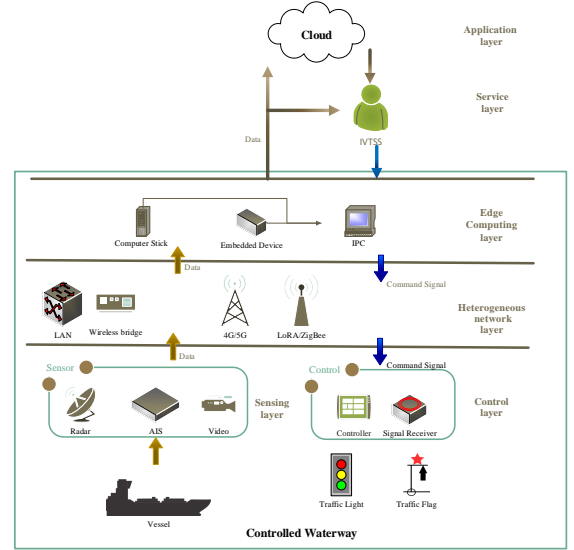 Cloud
Application
layer
Service
layer
Data
IVTSS
Computer Stick
Embedded Device
IPC
Edge
Computing
layer
Data
Command Signal
LAN
Wireless bridge
4G/5G
LoRA/ZigBee
Heterogeneous
network
layer
Data
Command Signal
Sensor
Radar
AIS
Video
Sensing
layer
Control
Controller
Signal Receiver
Control
layer
Vessel
Traffic Light
Traffic Flag
Controlled Waterway